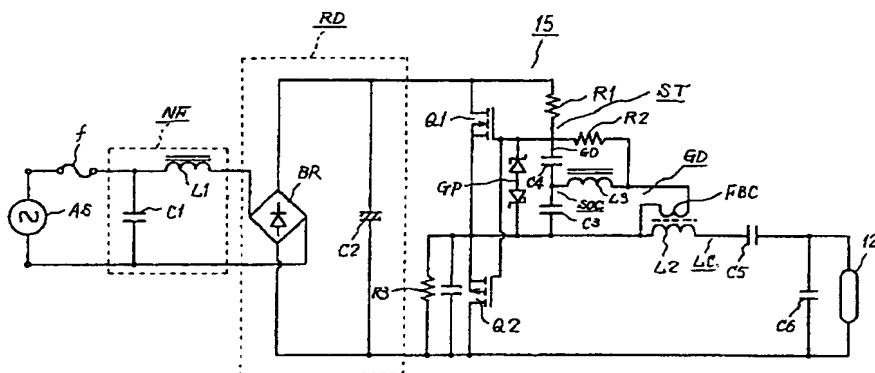 RD
15
NF
ST
R1
R2
Q1
f
GD
C4
L3
GD
FBC
L1
BR
GP
SOC
C3
AS
C1
C2
L2
LC
C5
12
R3
Q2
C6